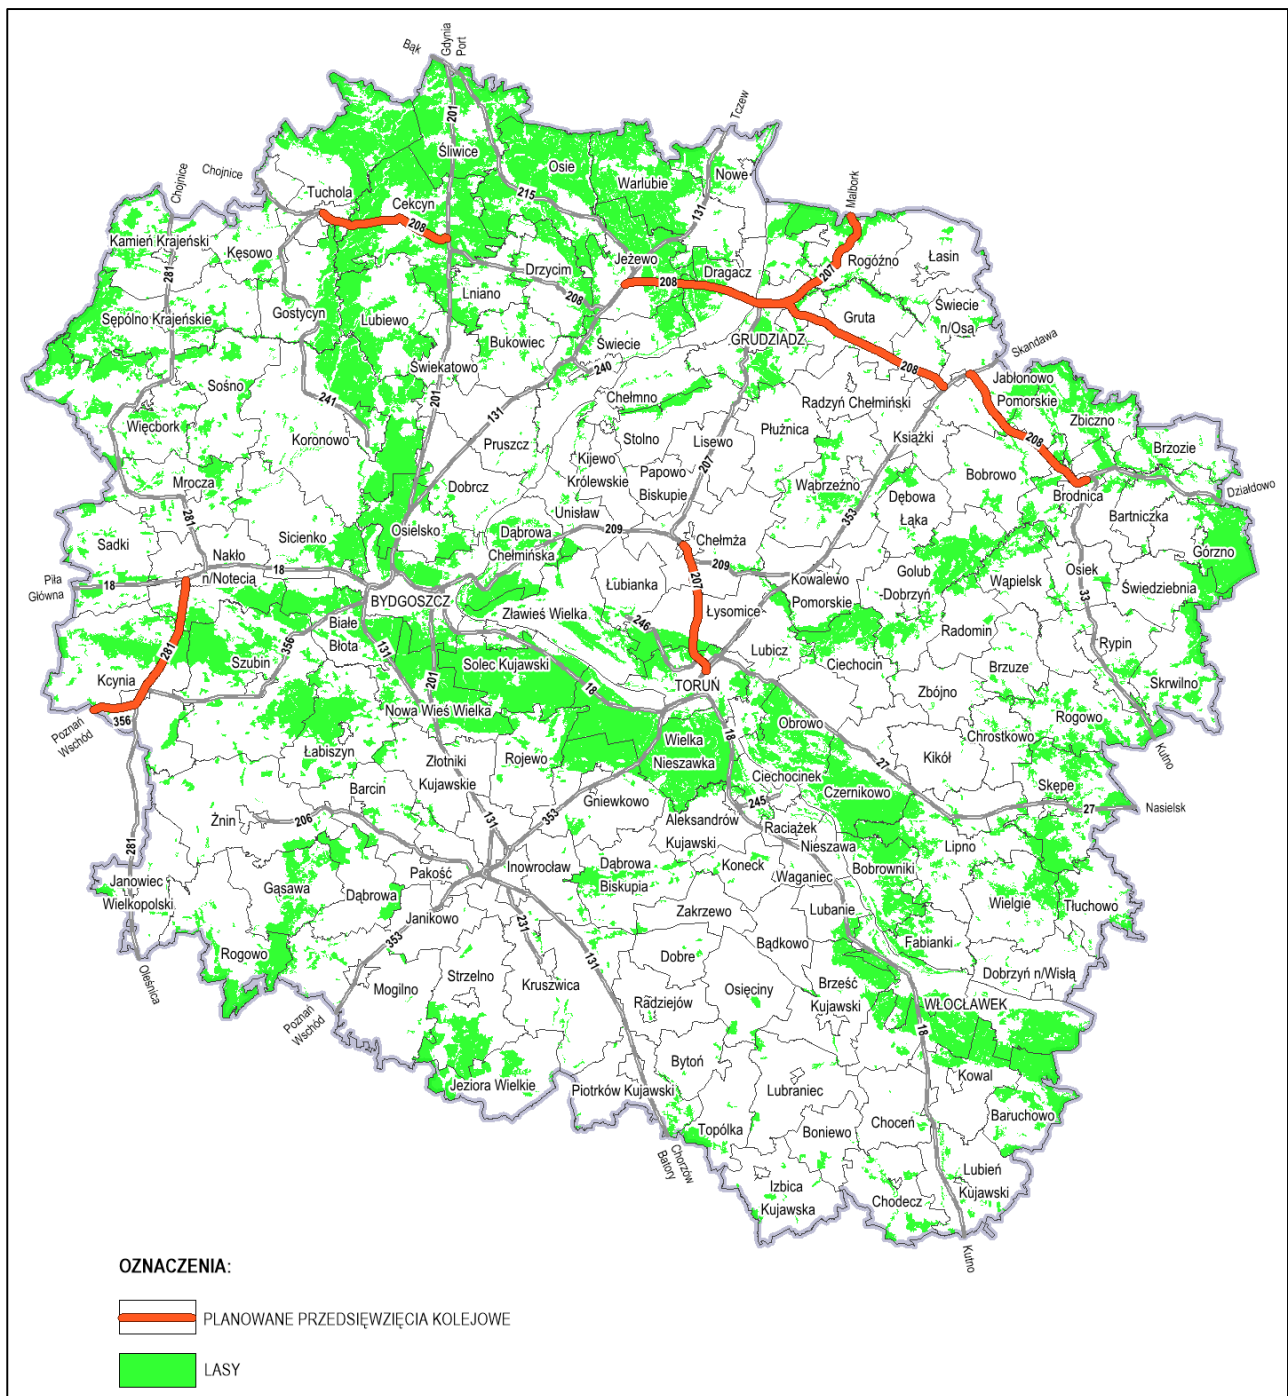 Bąk
Gdynia
Port
Tczew
201
Śliwice
Osie
Nowe
Warlubie
Chojnice
Chojnice
Tuchola
Cekcyn
208
215
131
Malbork
Kamień Krajeński
Kęsowo
281
Jeżewo
Drzycim
208
Dragacz
208
207
Rogóźno
Łasin
Gostycyn
Lniano
Świecie
n/Osą
Gruta
Sępólno Krajeńskie
Lubiewo
Bukowiec
Świecie
GRUDZIĄDZ
Skandawa
Świekatowo
240
208
Jabłonowo
Pomorskie
Sośno
201
Chełmno
Radzyń Chełmiński
241
131
Zbiczno
Więcbork
Koronowo
Pruszcz
Stolno
Lisewo
Płużnica
Książki
208
Brzozie
Kijewo
Królewskie
Papowo
Biskupie
207
Bobrowo
Mrocza
Dobrcz
Wąbrzeźno
Dębowa
Łąka
Brodnica
Działdowo
281
Unisław
353
Bartniczka
Osielsko
Dąbrowa
Chełmińska
209
Chełmża
Sadki
Sicienko
Górzno
Nakło
n/Notecią
18
209
Golub
-Dobrzyń
Wąpielsk
Osiek
Świedziebnia
Piła
Główna
18
Łubianka
207
Kowalewo
Pomorskie
33
BYDGOSZCZ
Zławieś Wielka
Łysomice
246
Białe
Błota
Radomin
Rypin
281
356
131
Szubin
Solec Kujawski
Lubicz
Ciechocin
Brzuze
Kcynia
201
18
TORUŃ
Zbójno
Skrwilno
356
Poznań
Wschód
Nowa Wieś Wielka
Obrowo
Rogowo
Chrostkowo
Kutno
Łabiszyn
Złotniki
Kujawskie
Rojewo
Wielka
Nieszawka
18
27
Kikół
Barcin
Gniewkowo
Ciechocinek
245
Czernikowo
Skępe
27
Nasielsk
Żnin
206
131
353
Aleksandrów
Kujawski
Raciążek
Nieszawa
281
Lipno
Janowiec
Wielkopolski
Gąsawa
Pakość
Inowrocław
Dąbrowa
Biskupia
Koneck
Waganiec
Bobrowniki
Dąbrowa
Wielgie
Tłuchowo
Janikowo
231
Zakrzewo
Lubanie
Rogowo
353
131
Bądkowo
Fabianki
Oleśnica
Strzelno
Dobre
Dobrzyń n/Wisłą
Mogilno
Kruszwica
Osięciny
Brześć
Kujawski
Poznań
Wschód
Radziejów
WŁOCŁAWEK
18
Bytoń
Kowal
Jeziora Wielkie
Piotrków Kujawski
Lubraniec
Baruchowo
Topólka
Boniewo
Choceń
Chorzów
Batory
Lubień
Kujawski
Izbica
Kujawska
Chodecz
Kutno
OZNACZENIA:
PLANOWANE PRZEDSIĘWZIĘCIA KOLEJOWE
LASY